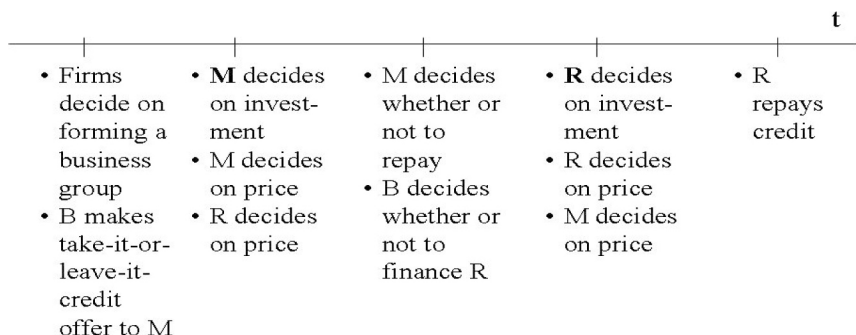 t
• Firms
decide on
forming a
business
group
• B makes
take-it-or-
leave-it-
credit
offer to M
• M decides
on invest-
ment
• M decides
on price
• R decides
on price
• M decides
whether or
not to
repay
• B decides
whether or
not to
finance R
• R decides
on invest-
ment
• R decides
on price
• M decides
on price
• R
repays
credit